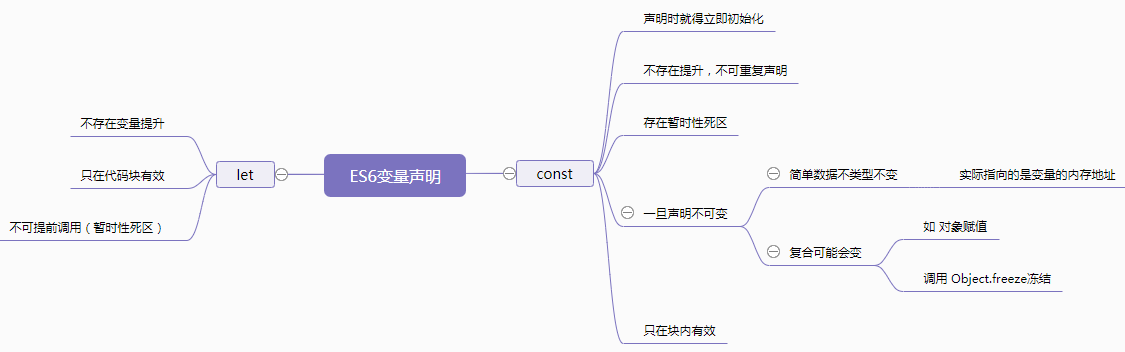 ES6变量声明
let
不存在变量提升
只在代码块有效
不可提前调用（暂时性死区）
const
声明时就得立即初始化
不存在提升，不可重复声明
存在暂时性死区
一旦声明不可变
简单数据不类型不变
实际指向的是变量的内存地址
复合可能会变
如 对象赋值
调用 Object.freeze冻结
只在块内有效